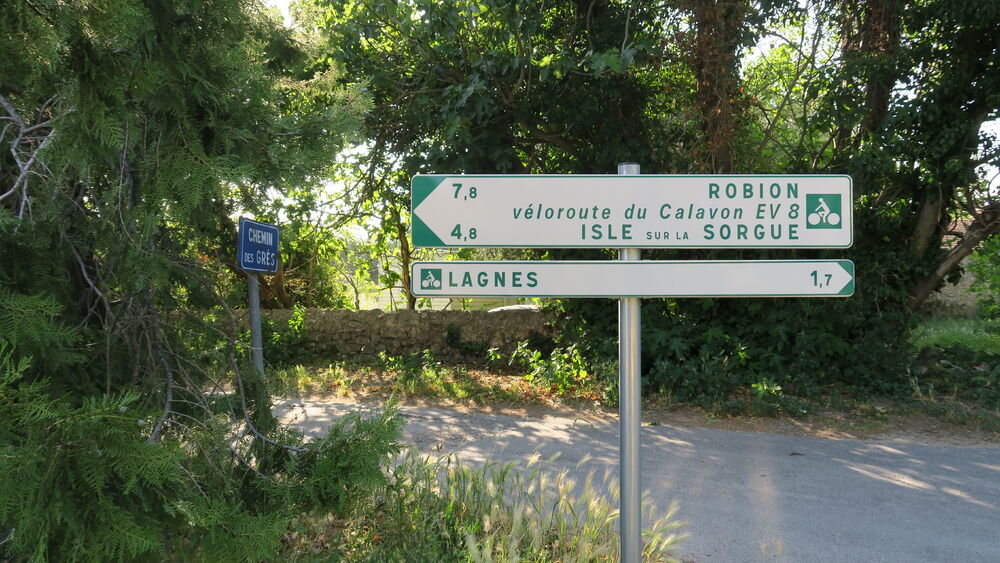 CHEMIN
DES GRÈS
7,8 ROBION
véloroute du Calavon EV 8
4,8 ISLE SUR LA SORGUE
LAGNES 1,7